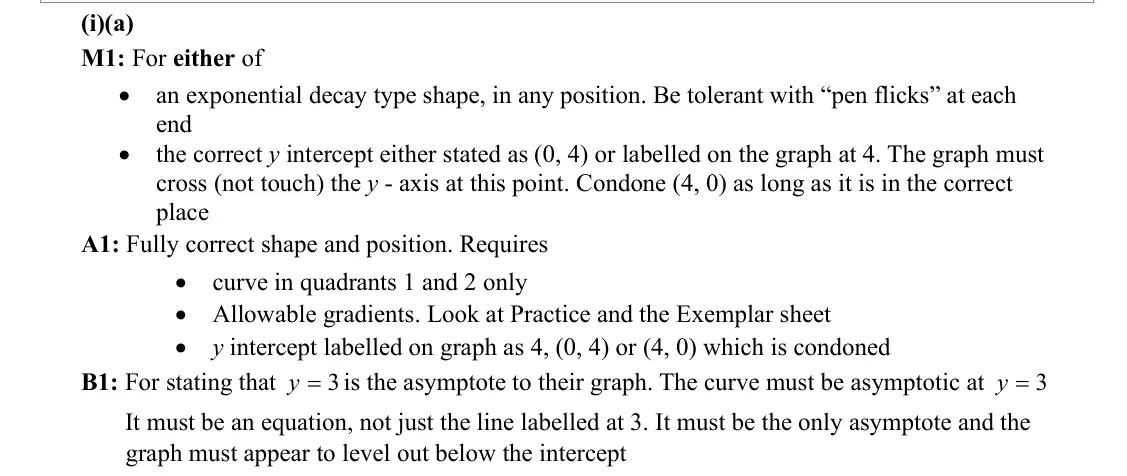 (i)(a)
M1: For either of
• an exponential decay type shape, in any position. Be tolerant with “pen flicks” at each
end
• the correct y intercept either stated as (0, 4) or labelled on the graph at 4. The graph must
cross (not touch) the y - axis at this point. Condone (4, 0) as long as it is in the correct
place
A1: Fully correct shape and position. Requires
• curve in quadrants 1 and 2 only
• Allowable gradients. Look at Practice and the Exemplar sheet
• y intercept labelled on graph as 4, (0, 4) or (4, 0) which is condoned
B1: For stating that y = 3 is the asymptote to their graph. The curve must be asymptotic at y = 3
It must be an equation, not just the line labelled at 3. It must be the only asymptote and the
graph must appear to level out below the intercept